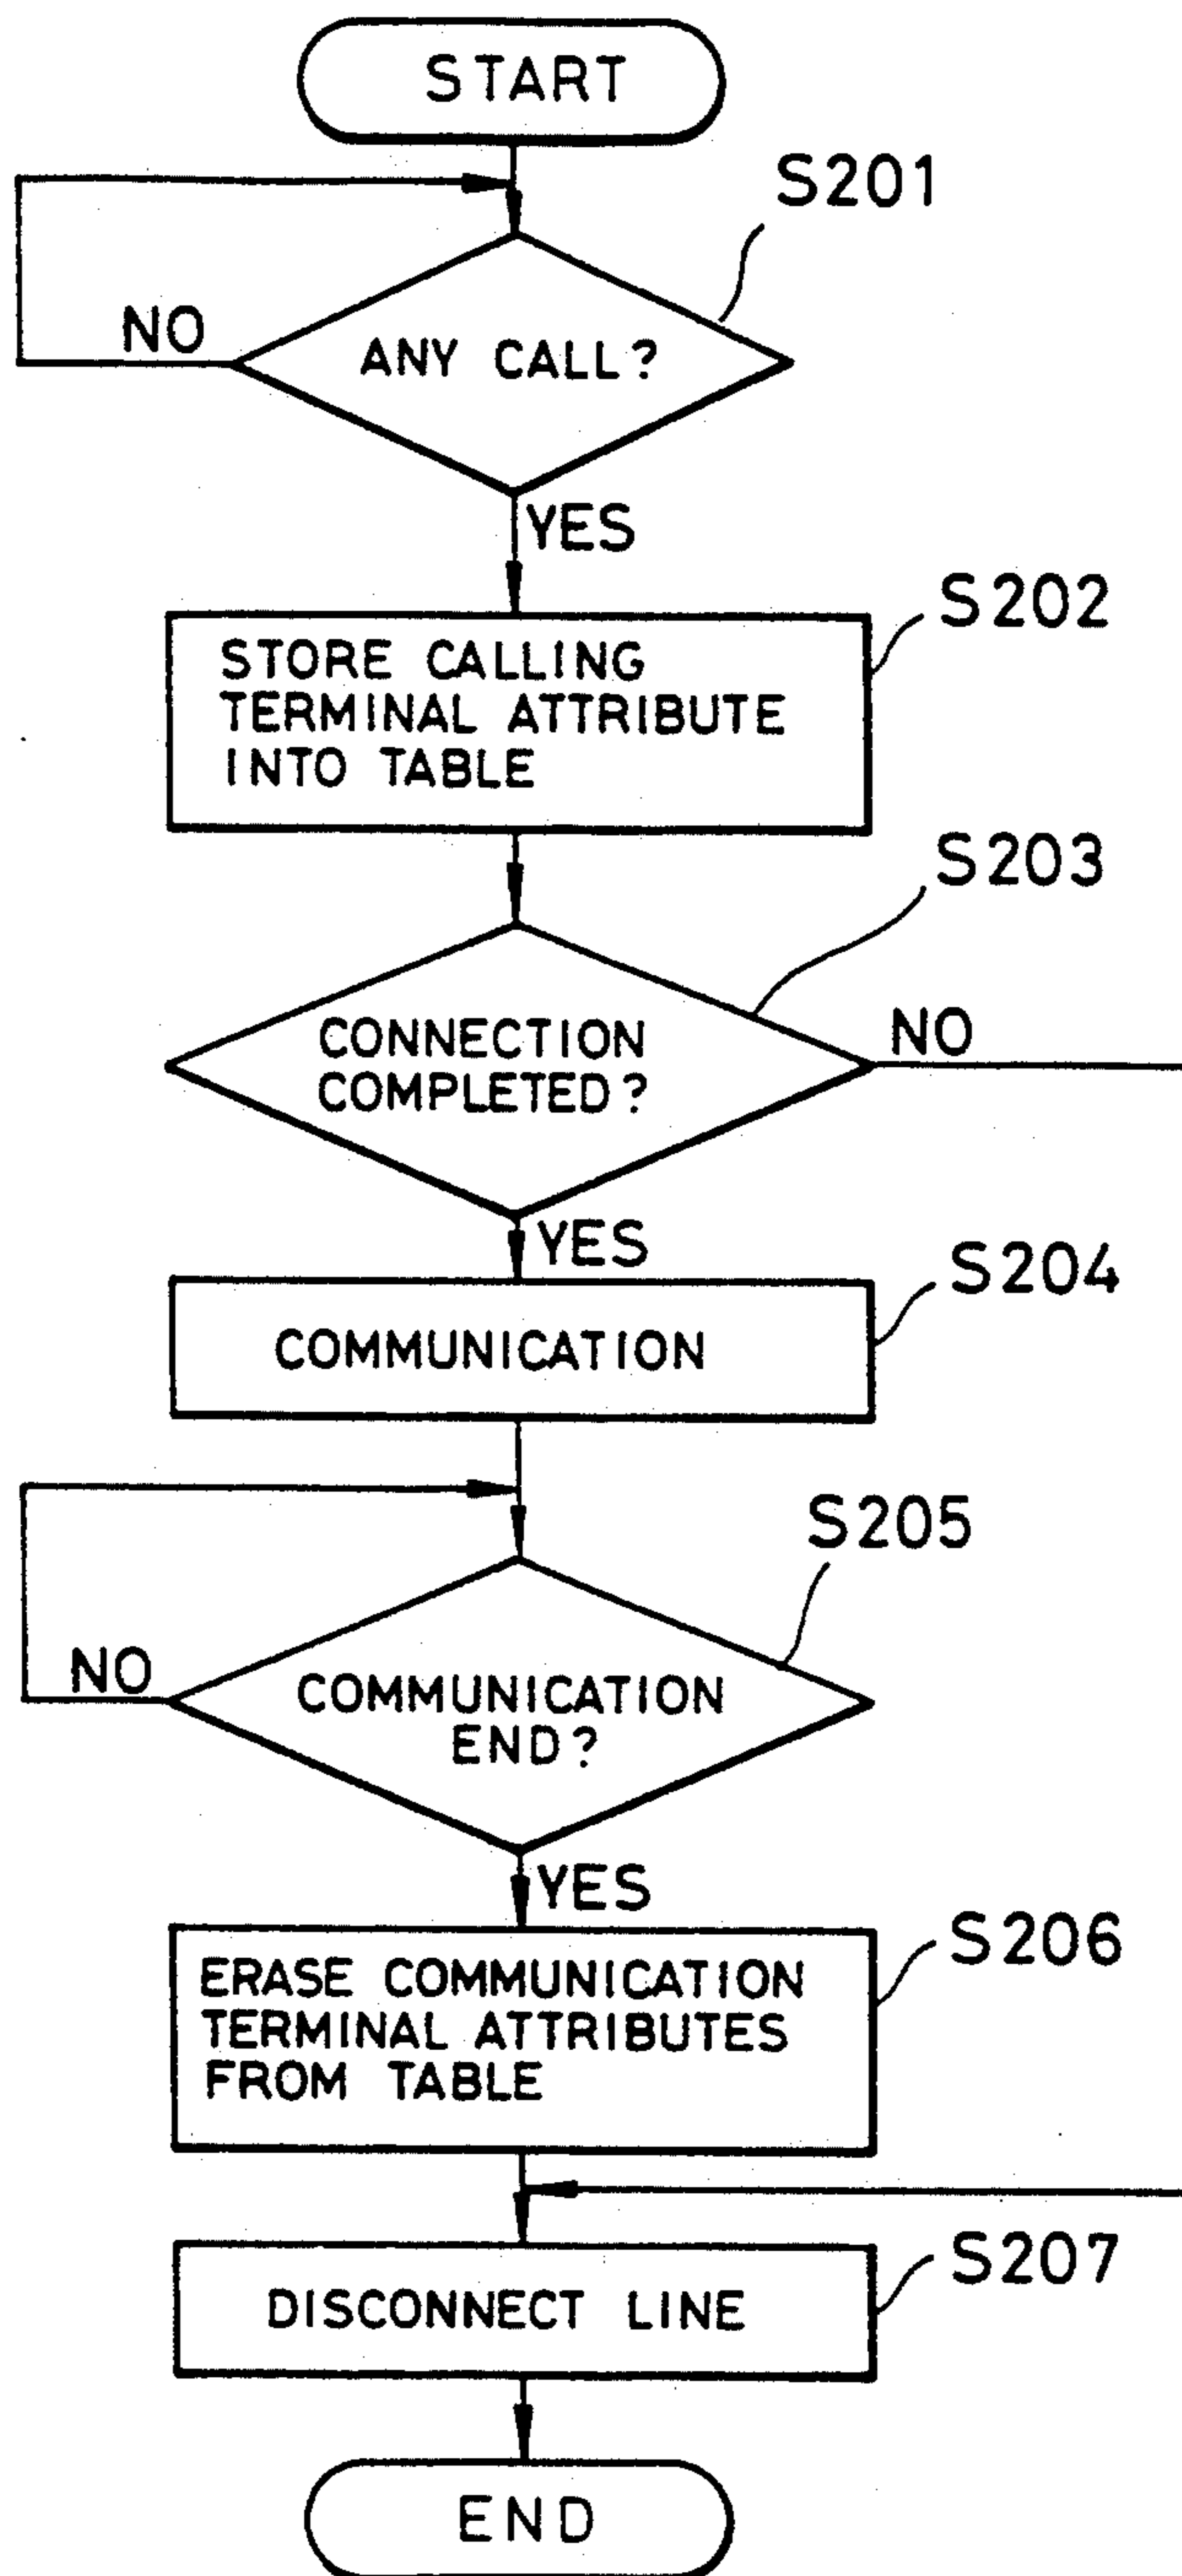 START
S201
NO
ANY CALL?
YES
S202
STORE CALLING
TERMINAL ATTRIBUTE
INTO TABLE
S203
NO
CONNECTION
COMPLETED?
YES
S204
COMMUNICATION
S205
NO
COMMUNICATION
END?
YES
S206
ERASE COMMUNICATION
TERMINAL ATTRIBUTES
FROM TABLE
S207
DISCONNECT LINE
END